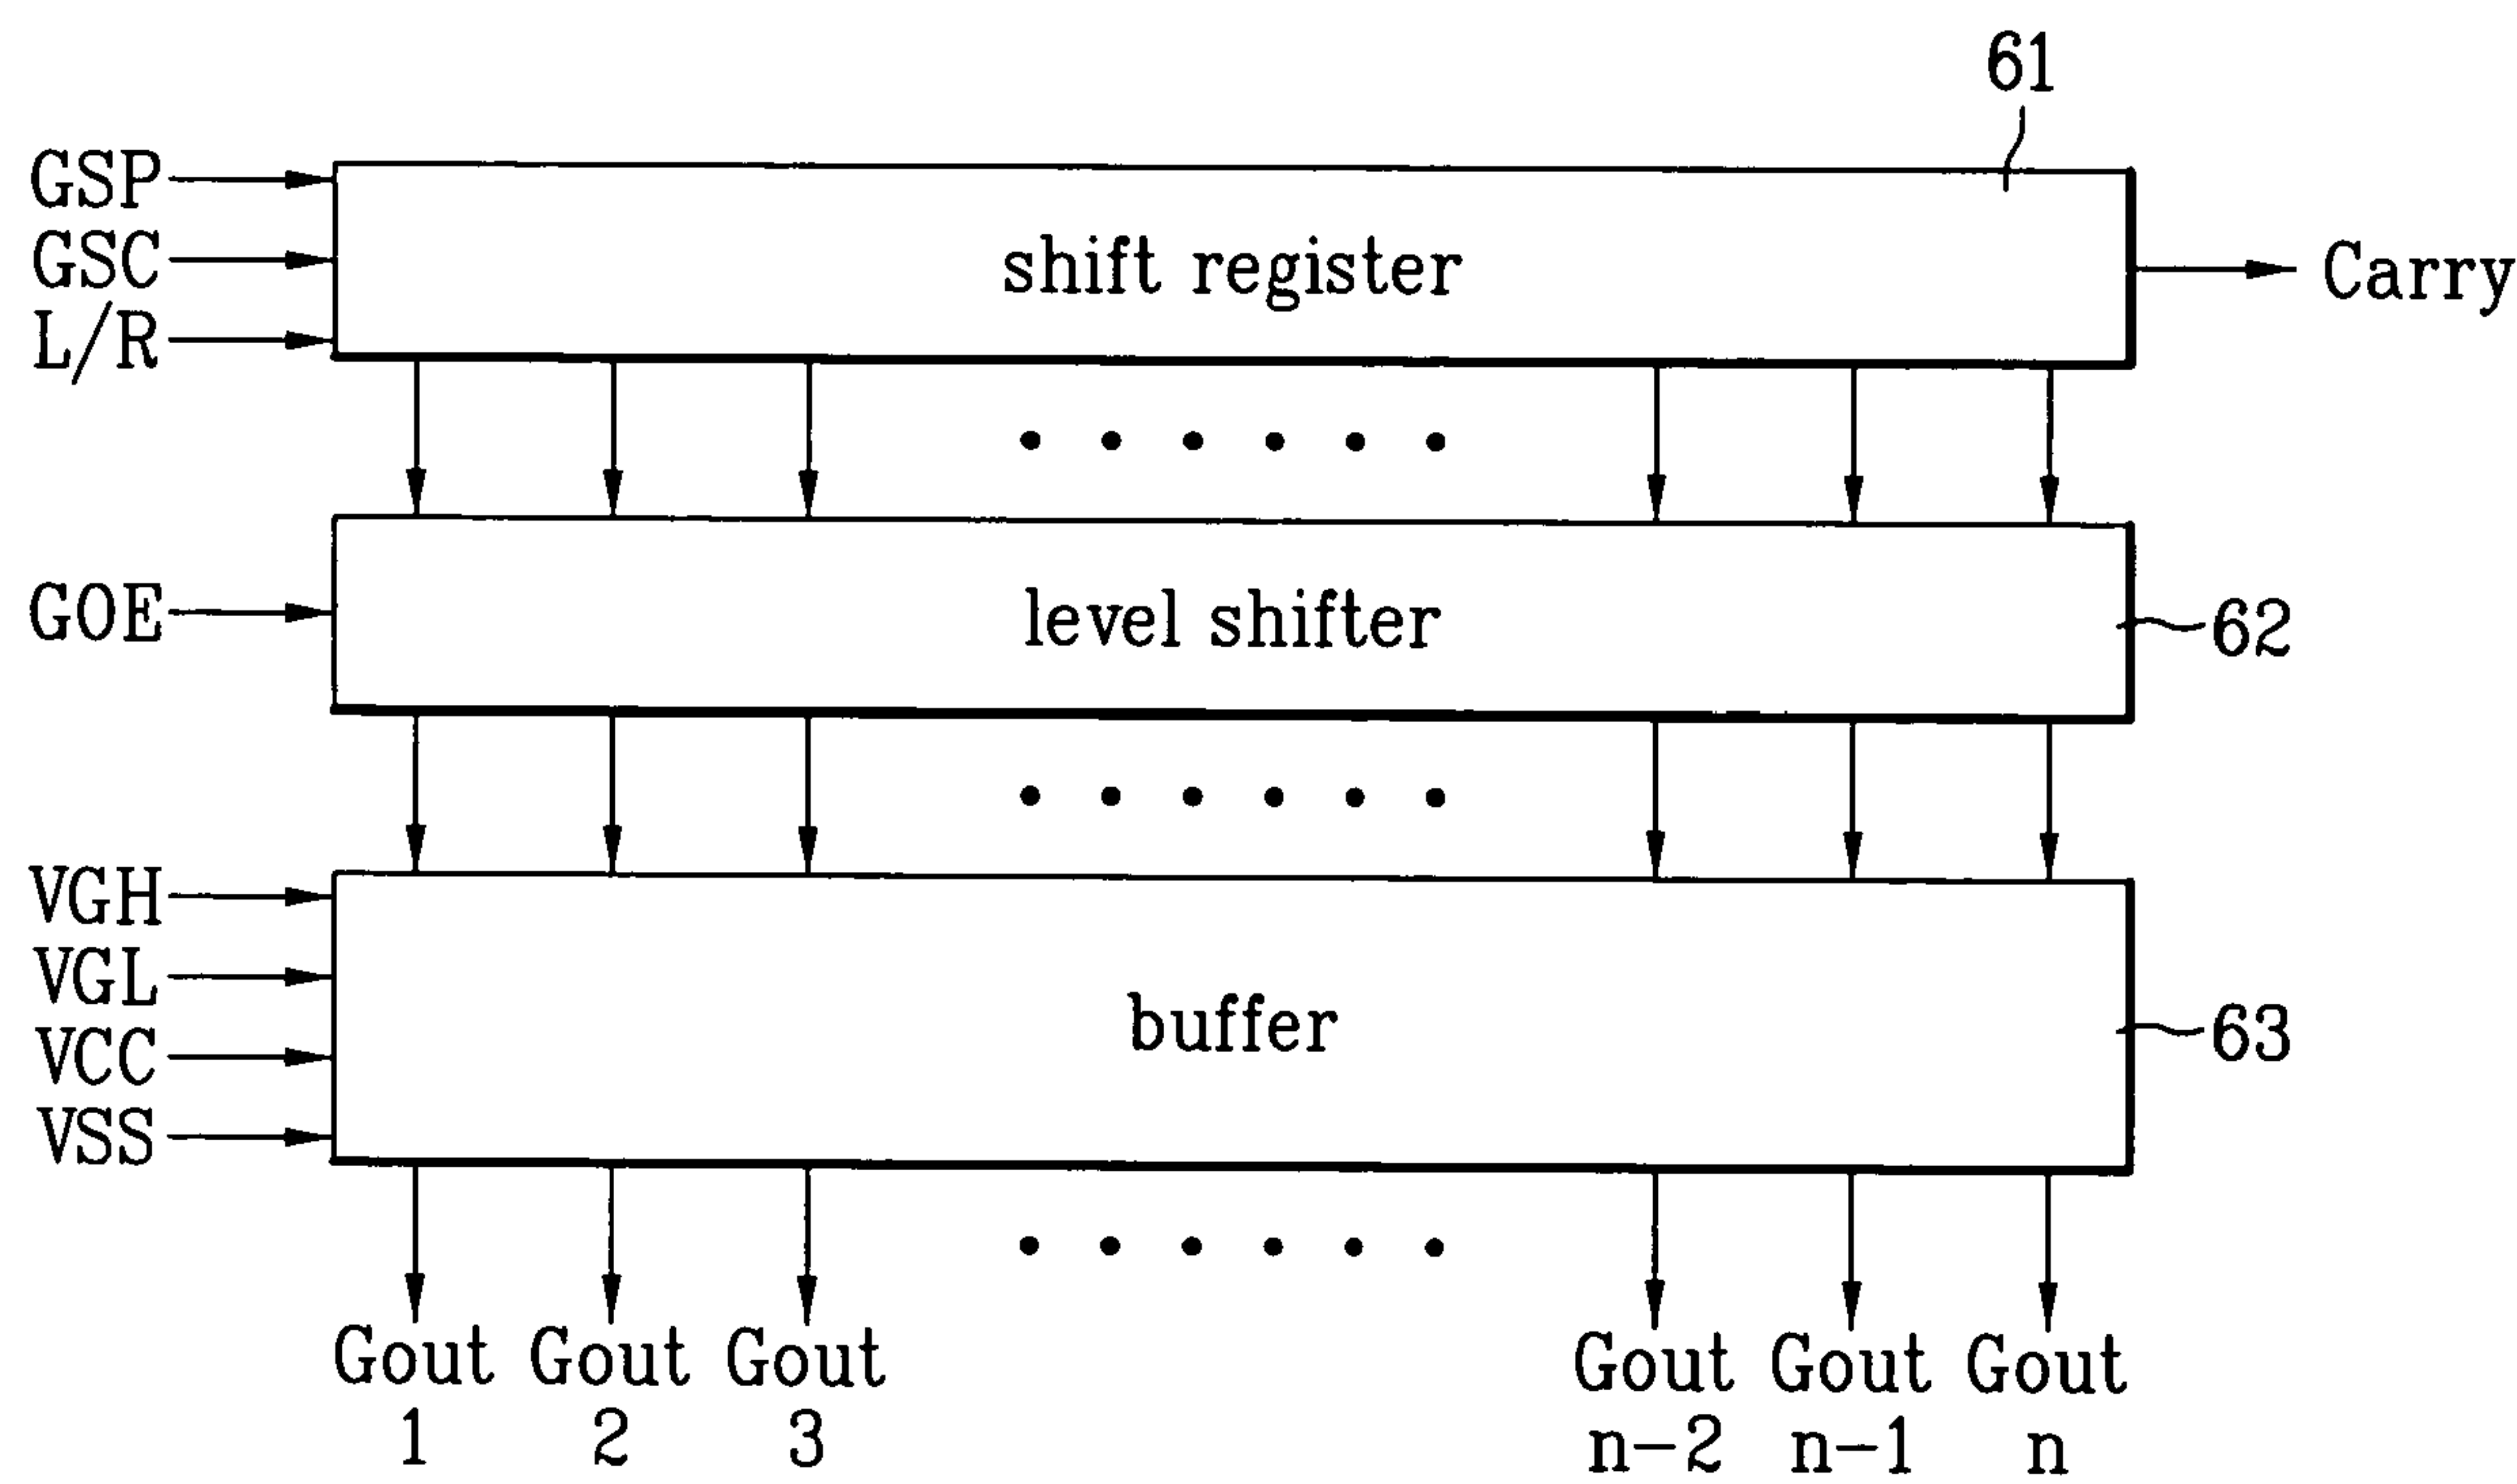 61
GSP
GSC
L/R
shift register
Carry
GOE
level shifter
62
VGH
VGL
VCC
VSS
buffer
63
Gout Gout Gout Gout Gout Gout
1 2 3 n-2 n-1 n